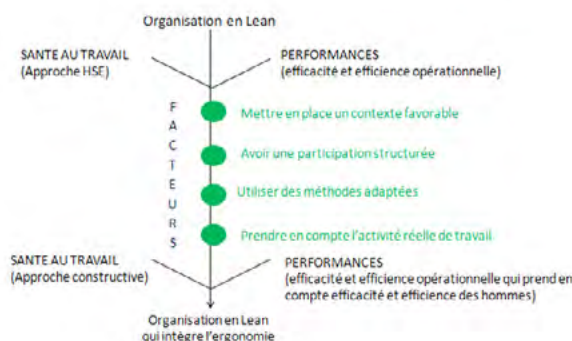 Organisation en Lean
SANTE AU TRAVAIL
(Approche HSE)
PERFORMANCES
(efficacité et efficience opérationnelle)
F
A
C
T
E
U
R
S
Mettre en place un contexte favorable
Avoir une participation structurée
Utiliser des méthodes adaptées
Prendre en compte l'activité réelle de travail
SANTE AU TRAVAIL
(Approche constructive)
PERFORMANCES
(efficacité et efficience opérationnelle qui prend en
compte efficacité et efficience des hommes)
Organisation en Lean
qui intègre l'ergonomie